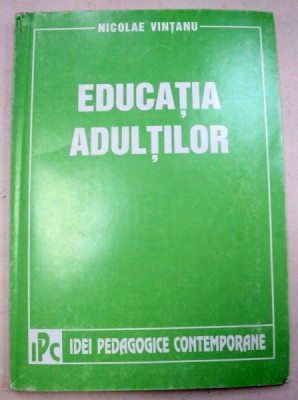 NICOLAE VINȚANU
EDUCAȚIA
ADULȚILOR
IPC IDEI PEDAGOGICE CONTEMPORANE